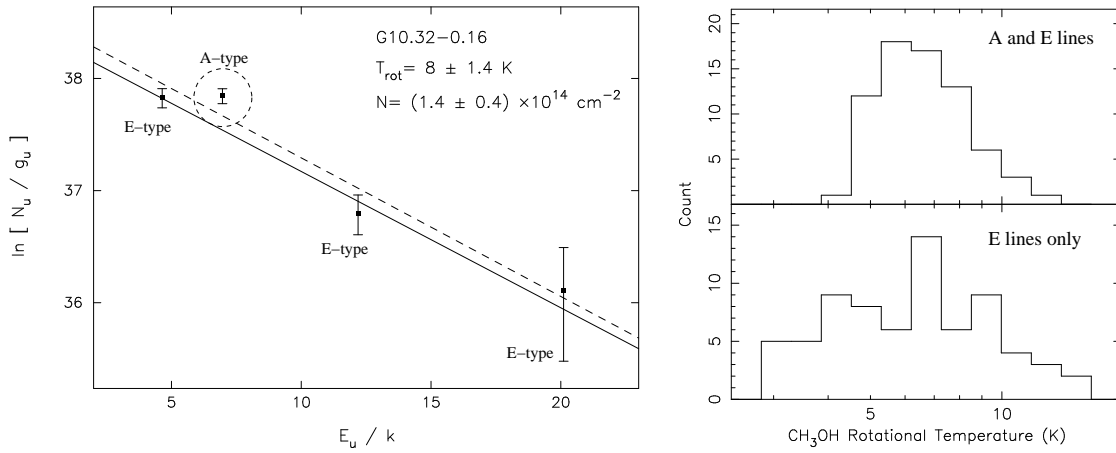 G10.32−0.16
T_rot= 8 ± 1.4 K
N= (1.4 ± 0.4) ×10^14 cm^−2
A−type
E−type
E−type
E−type
38
37
36
ln [ N_u / g_u ]
5
10
15
20
E_u / k
A and E lines
20
15
10
5
Count
E lines only
15
10
5
0
5
10
CH_3OH Rotational Temperature (K)